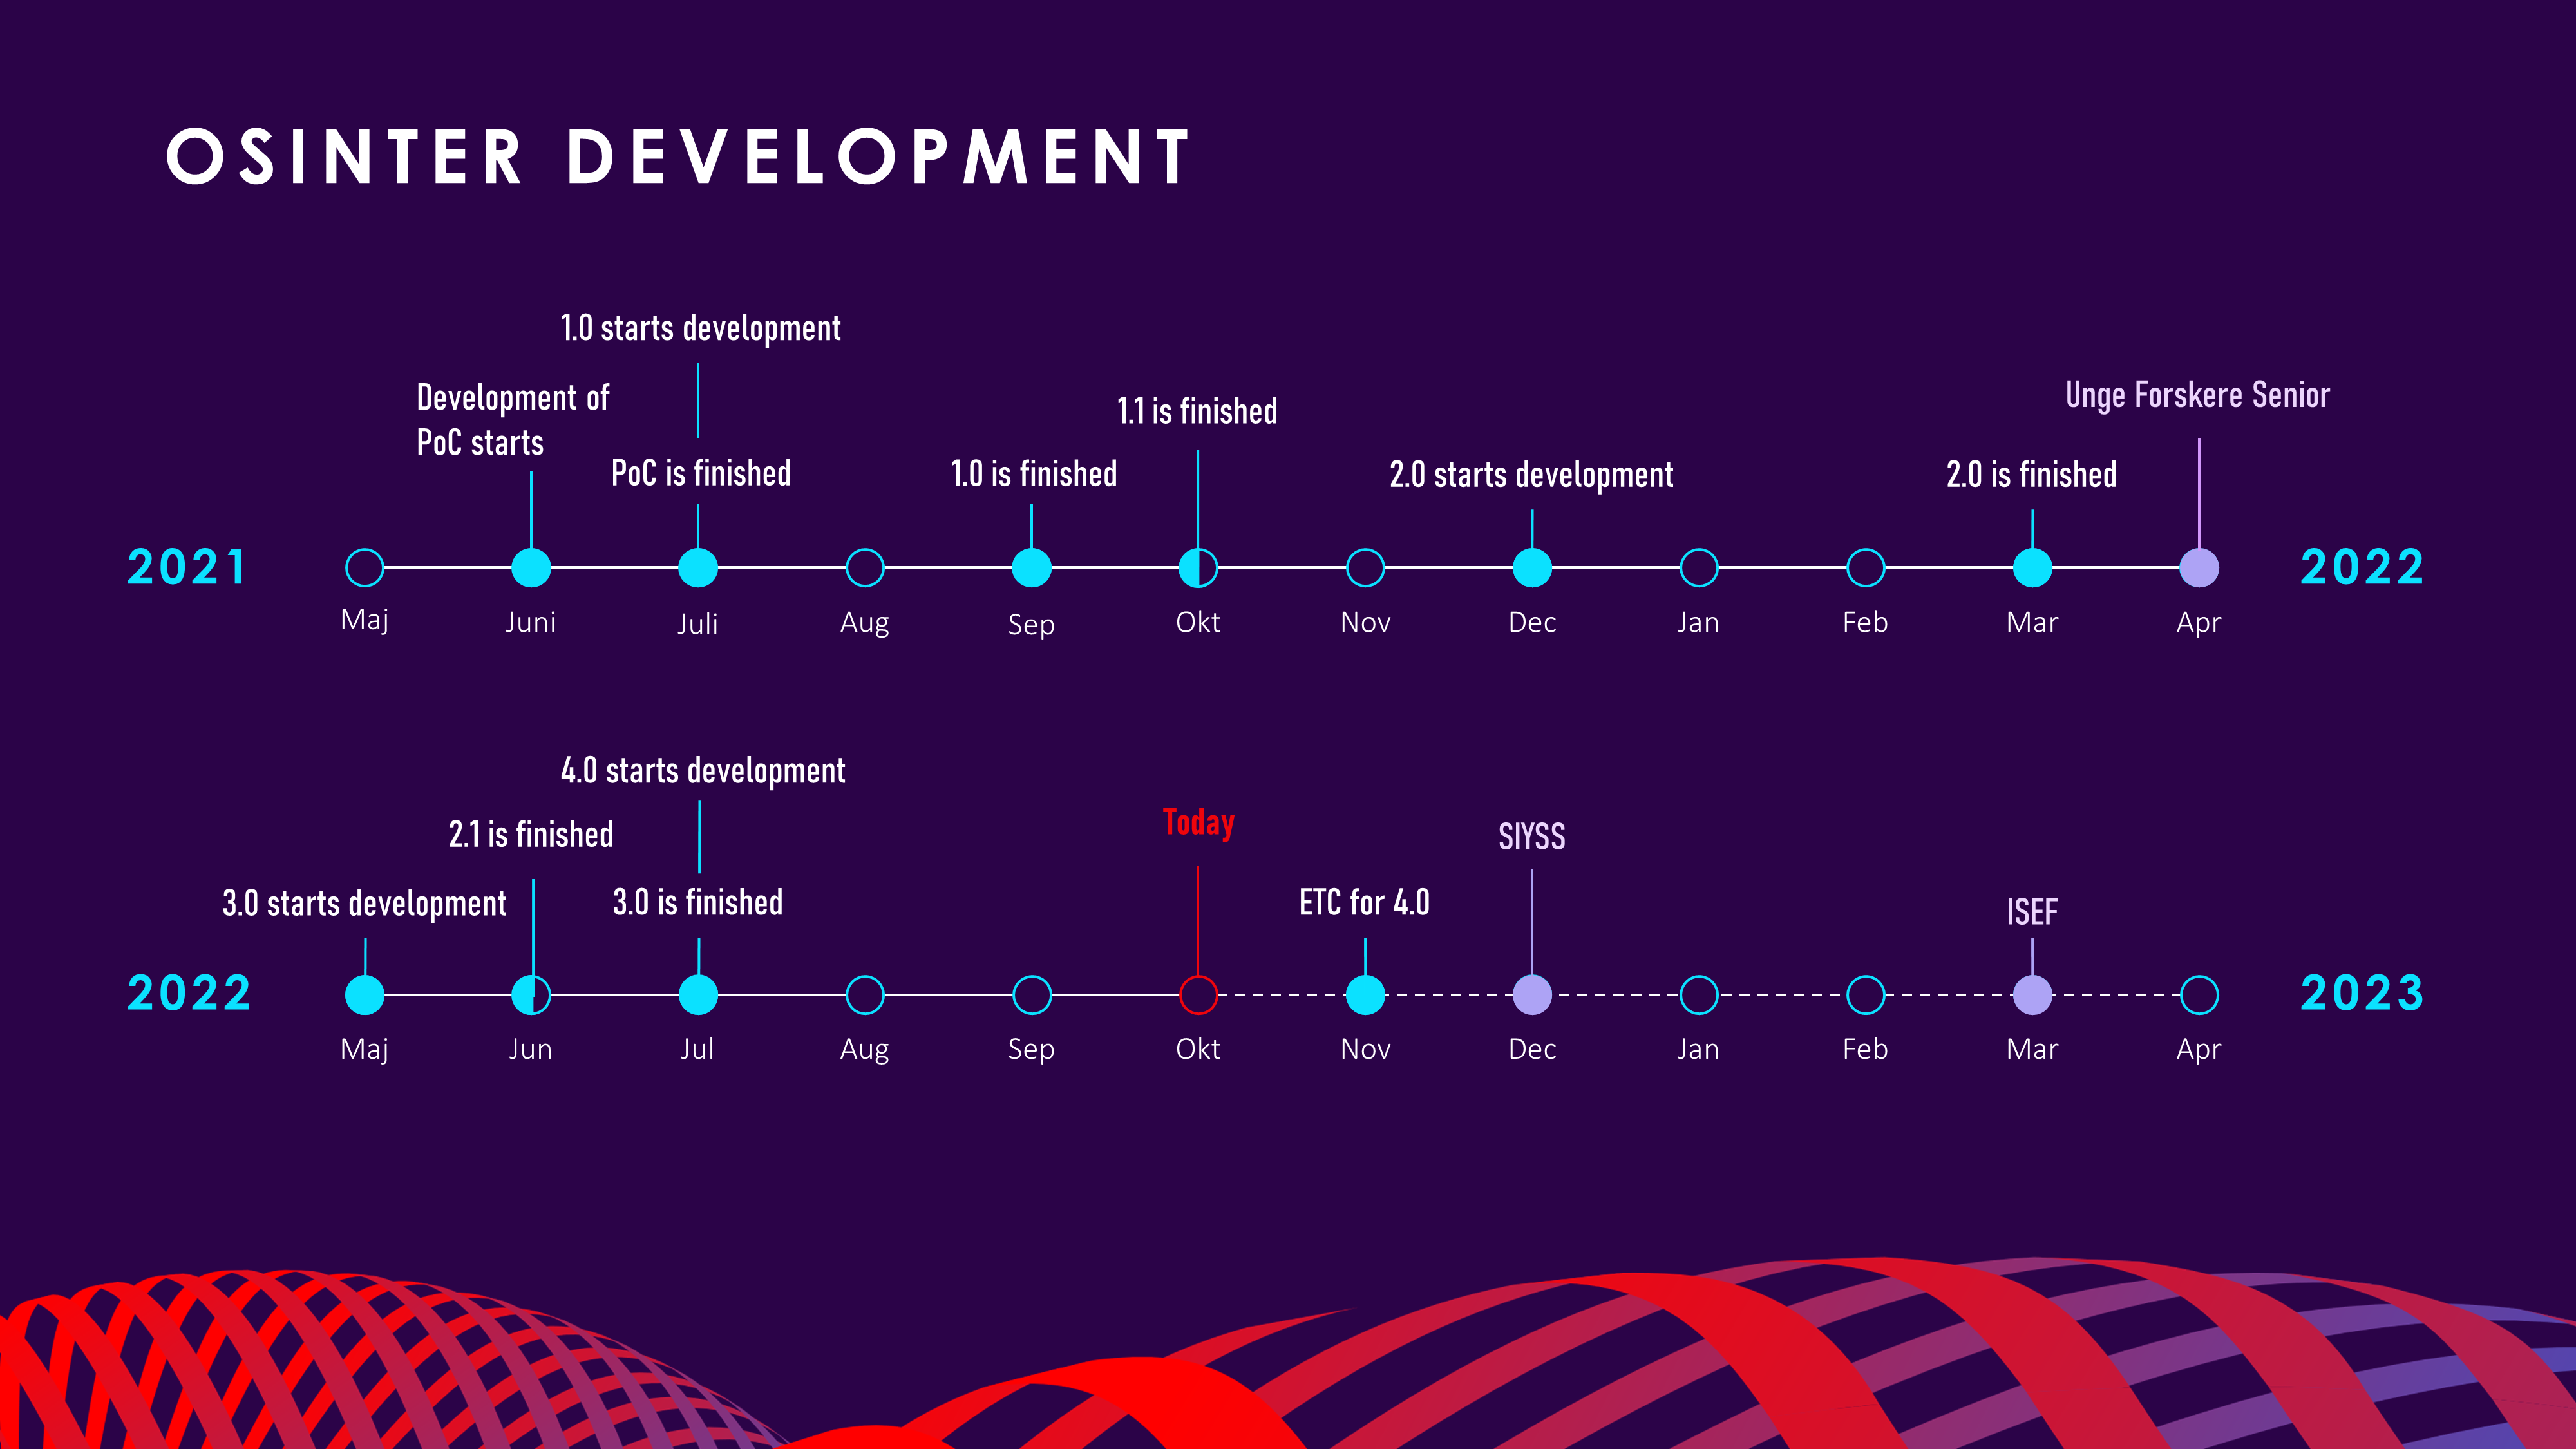 OSINTER DEVELOPMENT
1.0 starts development
Development of
PoC starts
PoC is finished
1.0 is finished
1.1 is finished
2.0 starts development
2.0 is finished
Unge Forskere Senior
2021
2022
Maj
Juni
Juli
Aug
Sep
Okt
Nov
Dec
Jan
Feb
Mar
Apr
4.0 starts development
2.1 is finished
3.0 starts development
3.0 is finished
Today
ETC for 4.0
SIYSS
ISEF
2022
2023
Maj
Jun
Jul
Aug
Sep
Okt
Nov
Dec
Jan
Feb
Mar
Apr